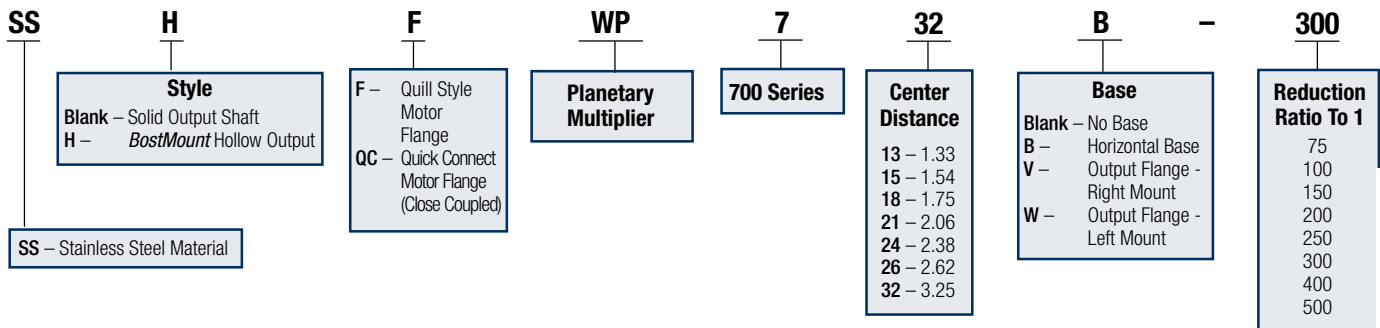 SS H F WP 7 32 B – 300
Style
Blank – Solid Output Shaft
H – BostMount Hollow Output
SS – Stainless Steel Material
F – Quill Style
Motor
Flange
QC – Quick Connect
Motor Flange
(Close Coupled)
Planetary
Multiplier
700 Series
Center
Distance
13 – 1.33
15 – 1.54
18 – 1.75
21 – 2.06
24 – 2.38
26 – 2.62
32 – 3.25
Base
Blank – No Base
B – Horizontal Base
V – Output Flange -
Right Mount
W – Output Flange -
Left Mount
Reduction
Ratio To 1
75
100
150
200
250
300
400
500